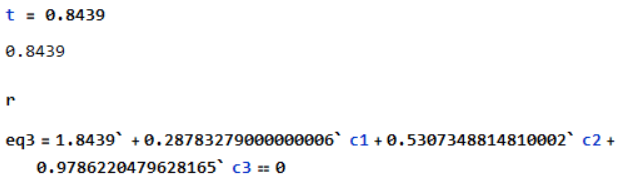 t = 0.8439
0.8439
r
eq3 = 1.8439` + 0.28783279000000006` c1 + 0.5307348814810002` c2 +
0.9786220479628165` c3 == 0